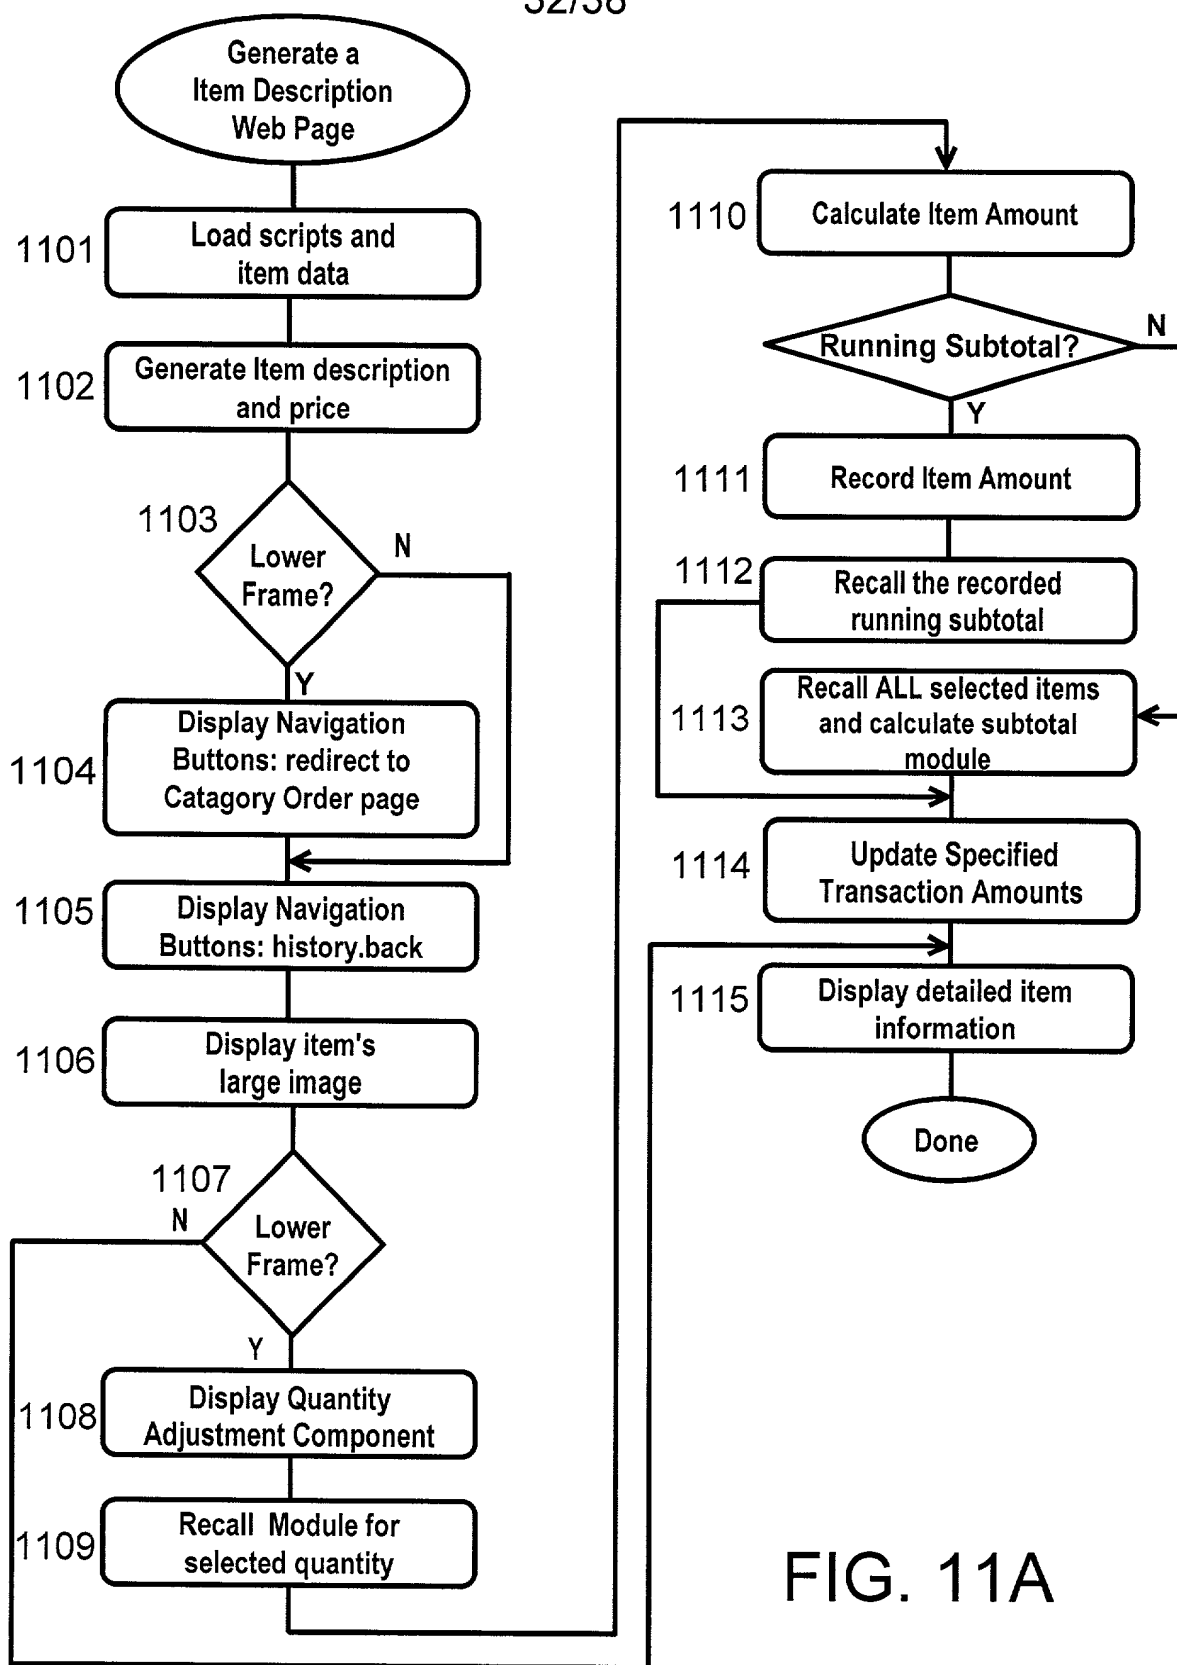 32/38
Generate a
Item Description
Web Page
1101
Load scripts and
item data
1102
Generate Item description
and price
1103
Lower
Frame?
N
Y
1104
Display Navigation
Buttons: redirect to
Catagory Order page
1105
Display Navigation
Buttons: history.back
1106
Display item's
large image
1107
N
Lower
Frame?
Y
1108
Display Quantity
Adjustment Component
1109
Recall Module for
selected quantity
1110
Calculate Item Amount
Running Subtotal?
N
Y
1111
Record Item Amount
1112
Recall the recorded
running subtotal
1113
Recall ALL selected items
and calculate subtotal
module
1114
Update Specified
Transaction Amounts
1115
Display detailed item
information
Done
FIG. 11A